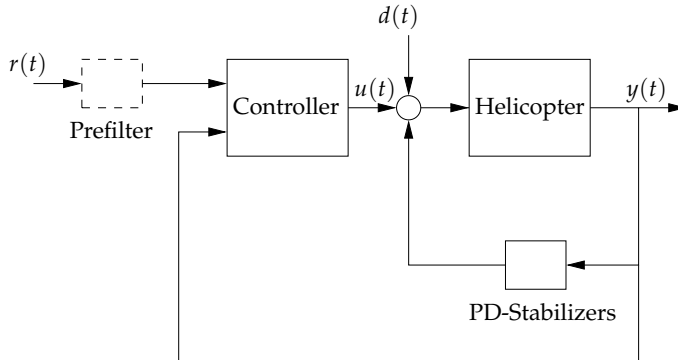 d(t)
r(t)
Prefilter
Controller
u(t)
Helicopter
y(t)
PD-Stabilizers